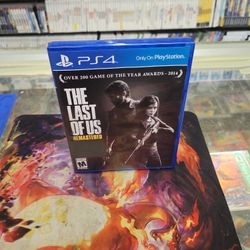 PS4
Only On PlayStation.
OVER 200 GAME OF THE YEAR AWARDS - 2014
THE
LAST OF US
REMASTERED